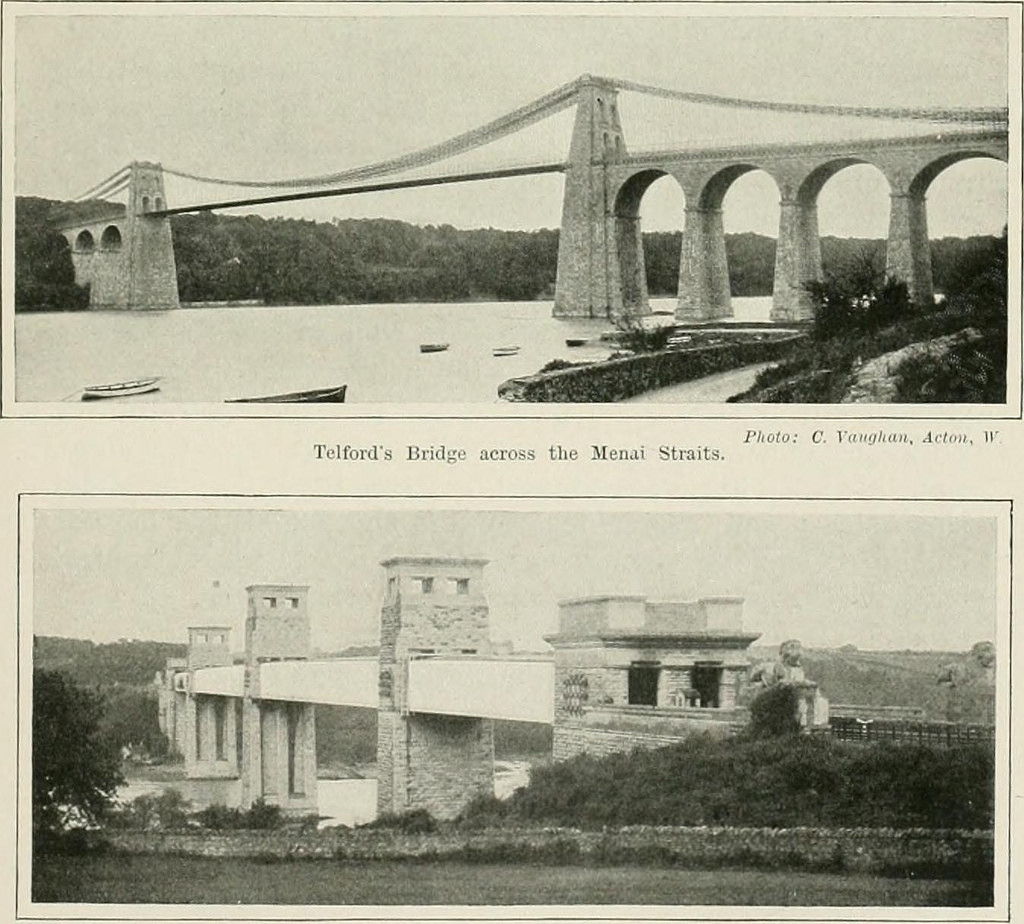 Photo: C. Vaughan, Acton, W.
Telford's Bridge across the Menai Straits.